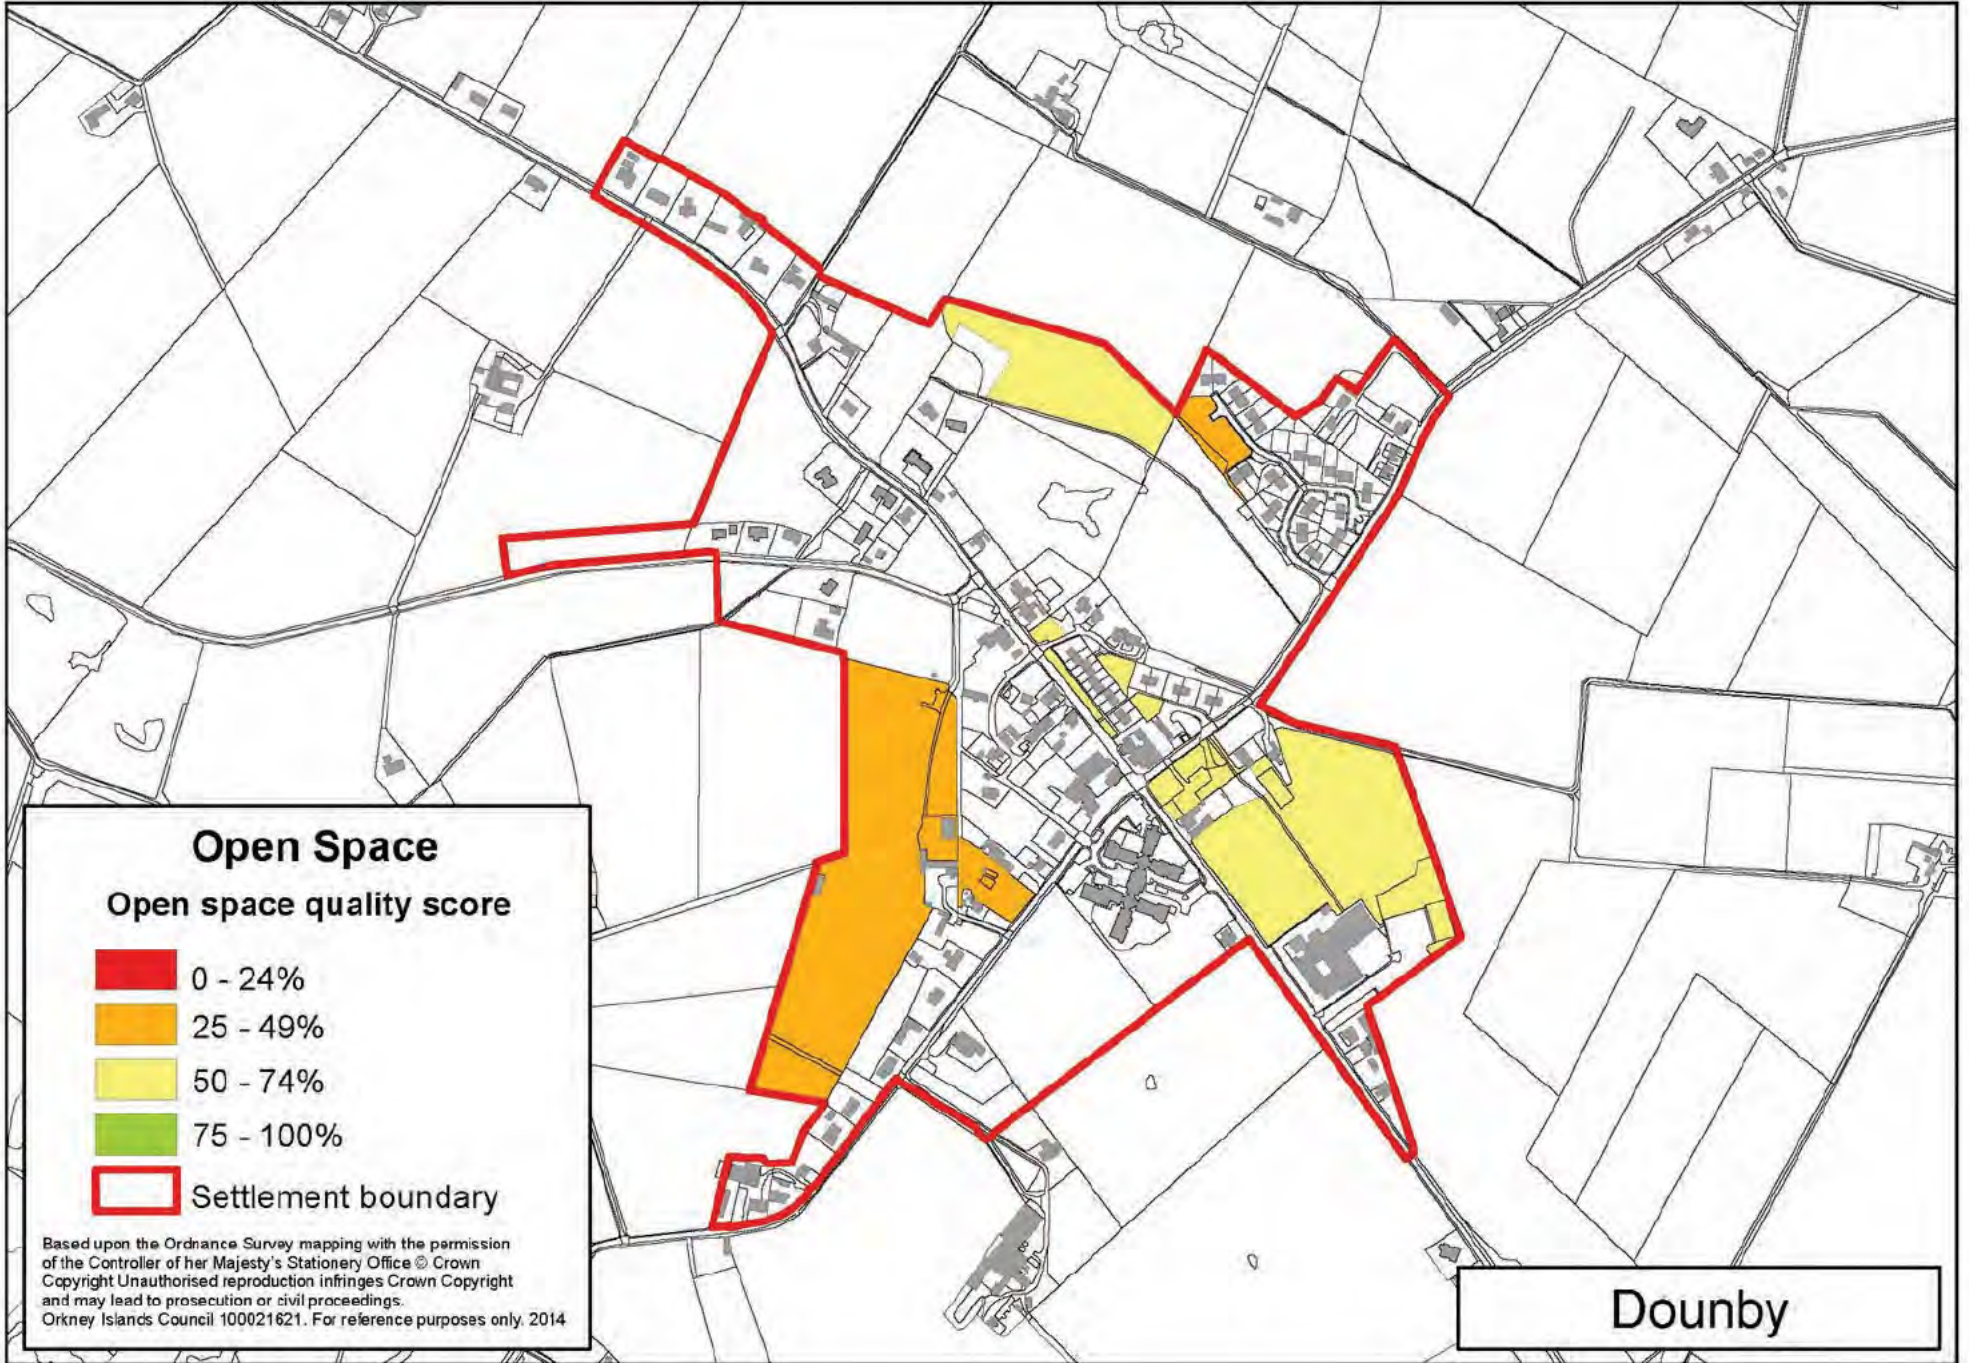 Open Space
Open space quality score
0 - 24%
25 - 49%
50 - 74%
75 - 100%
Settlement boundary
Based upon the Ordnance Survey mapping with the permission
of the Controller of her Majesty's Stationery Office © Crown
Copyright Unauthorised reproduction infringes Crown Copyright
and may lead to prosecution or civil proceedings.
Orkney Islands Council 100021621. For reference purposes only. 2014
Dounby